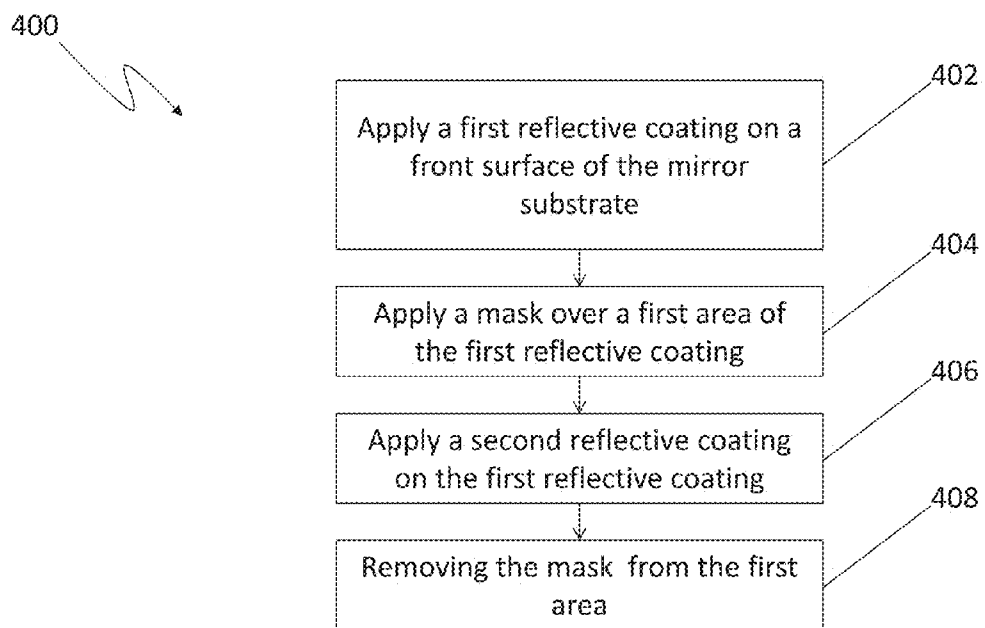 400
402
Apply a first reflective coating on a
front surface of the mirror
substrate
404
Apply a mask over a first area of
the first reflective coating
406
Apply a second reflective coating
on the first reflective coating
408
Removing the mask from the first
area